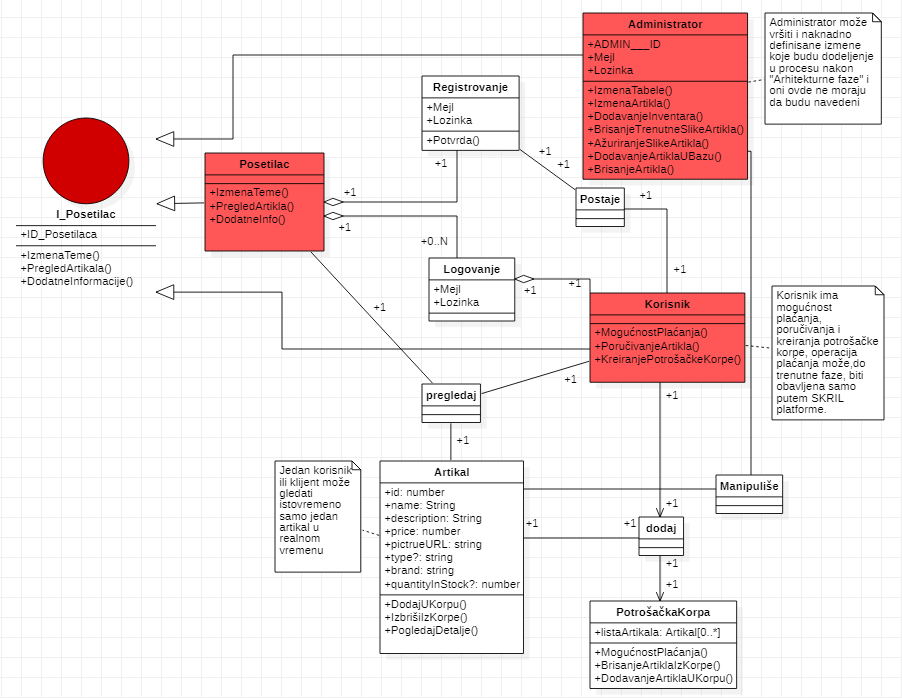 Administrator
+ADMIN___ID
+Mejl
+Lozinka
+IzmenaTabele()
+IzmenaArtikla()
+DodavanjeInventara()
+BrisanjeTrenutneSlikeArtikla()
+AžuriranjeSlikeArtikla()
+DodavanjeArtiklaUBazu()
+BrisanjeArtikla()
Administrator može
vršiti i naknadno
definisane izmene
koje budu dodeljenje
u procesu nakon
"Arhitekturne faze" i
oni ovde ne moraju
da budu navedeni
Registrovanje
+Mejl
+Lozinka
+Potvrda()
+1
+1
+1
I_Posetilac
+ID_Posetilaca
+IzmenaTeme()
+PregledArtikala()
+DodatneInformacije()
Posetilac
+IzmenaTeme()
+PregledArtikla()
+DodatneInfo()
+1
+1
Postaje
+1
+1
+0..N
Logovanje
+Mejl
+Lozinka
+1
+1
Korisnik
+MogućnostPlaćanja()
+PoručivanjeArtikla()
+KreiranjePotrošačkeKorpe()
Korisnik ima
mogućnost
plaćanja,
poručivanja i
kreiranja potrošačke
korpe, operacija
plaćanja može,do
trenutne faze, biti
obavljena samo
putem SKRIL
platforme.
+1
+1
+1
pregledaj
+1
Jedan korisnik
ili klijent može
gledati
istovremeno
samo jedan
artikal u
realnom
vremenu
Artikal
+id: number
+name: String
+description: String
+price: number
+pictrueURL: string
+type?: string
+brand: string
+quantityInStock?: number
+DodajUKorpu()
+IzbrišiIzKorpe()
+PogledajDetalje()
Manipuliše
+1
+1
+1
dodaj
+1
+1
PotrošačkaKorpa
+listaArtikala: Artikal[0..*]
+MogućnostPlaćanja()
+BrisanjeArtiklaIzKorpe()
+DodavanjeArtiklaUKorpu()